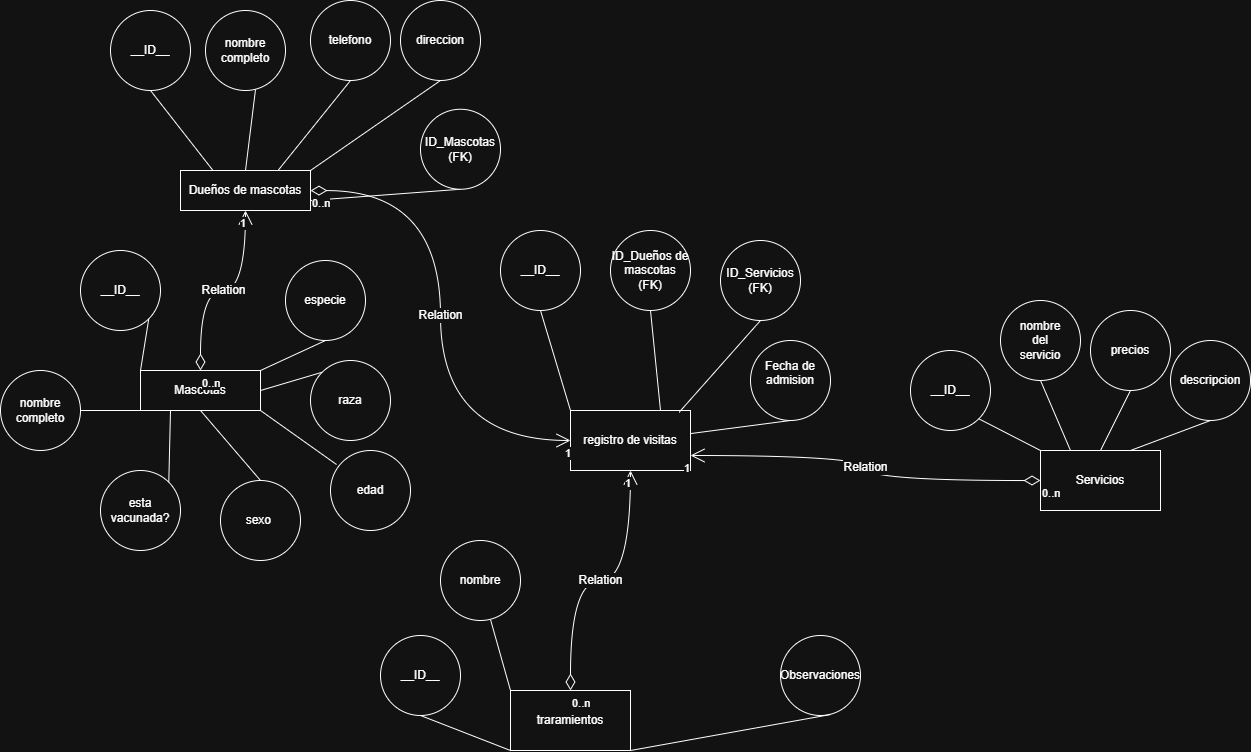 __ID__
nombre
completo
telefono
direccion
ID_Mascotas
(FK)
Dueños de mascotas
0..n
1
Relation
__ID__
especie
0..n
Mascotas
nombre
completo
raza
edad
esta
vacunada?
sexo
Relation
__ID__
ID_Dueños de
mascotas
(FK)
ID_Servicios
(FK)
Fecha de
admision
registro de visitas
1
1
1
Relation
__ID__
nombre
del
servicio
precios
descripcion
Servicios
0..n
Relation
nombre
__ID__
Observaciones
0..n
traramientos